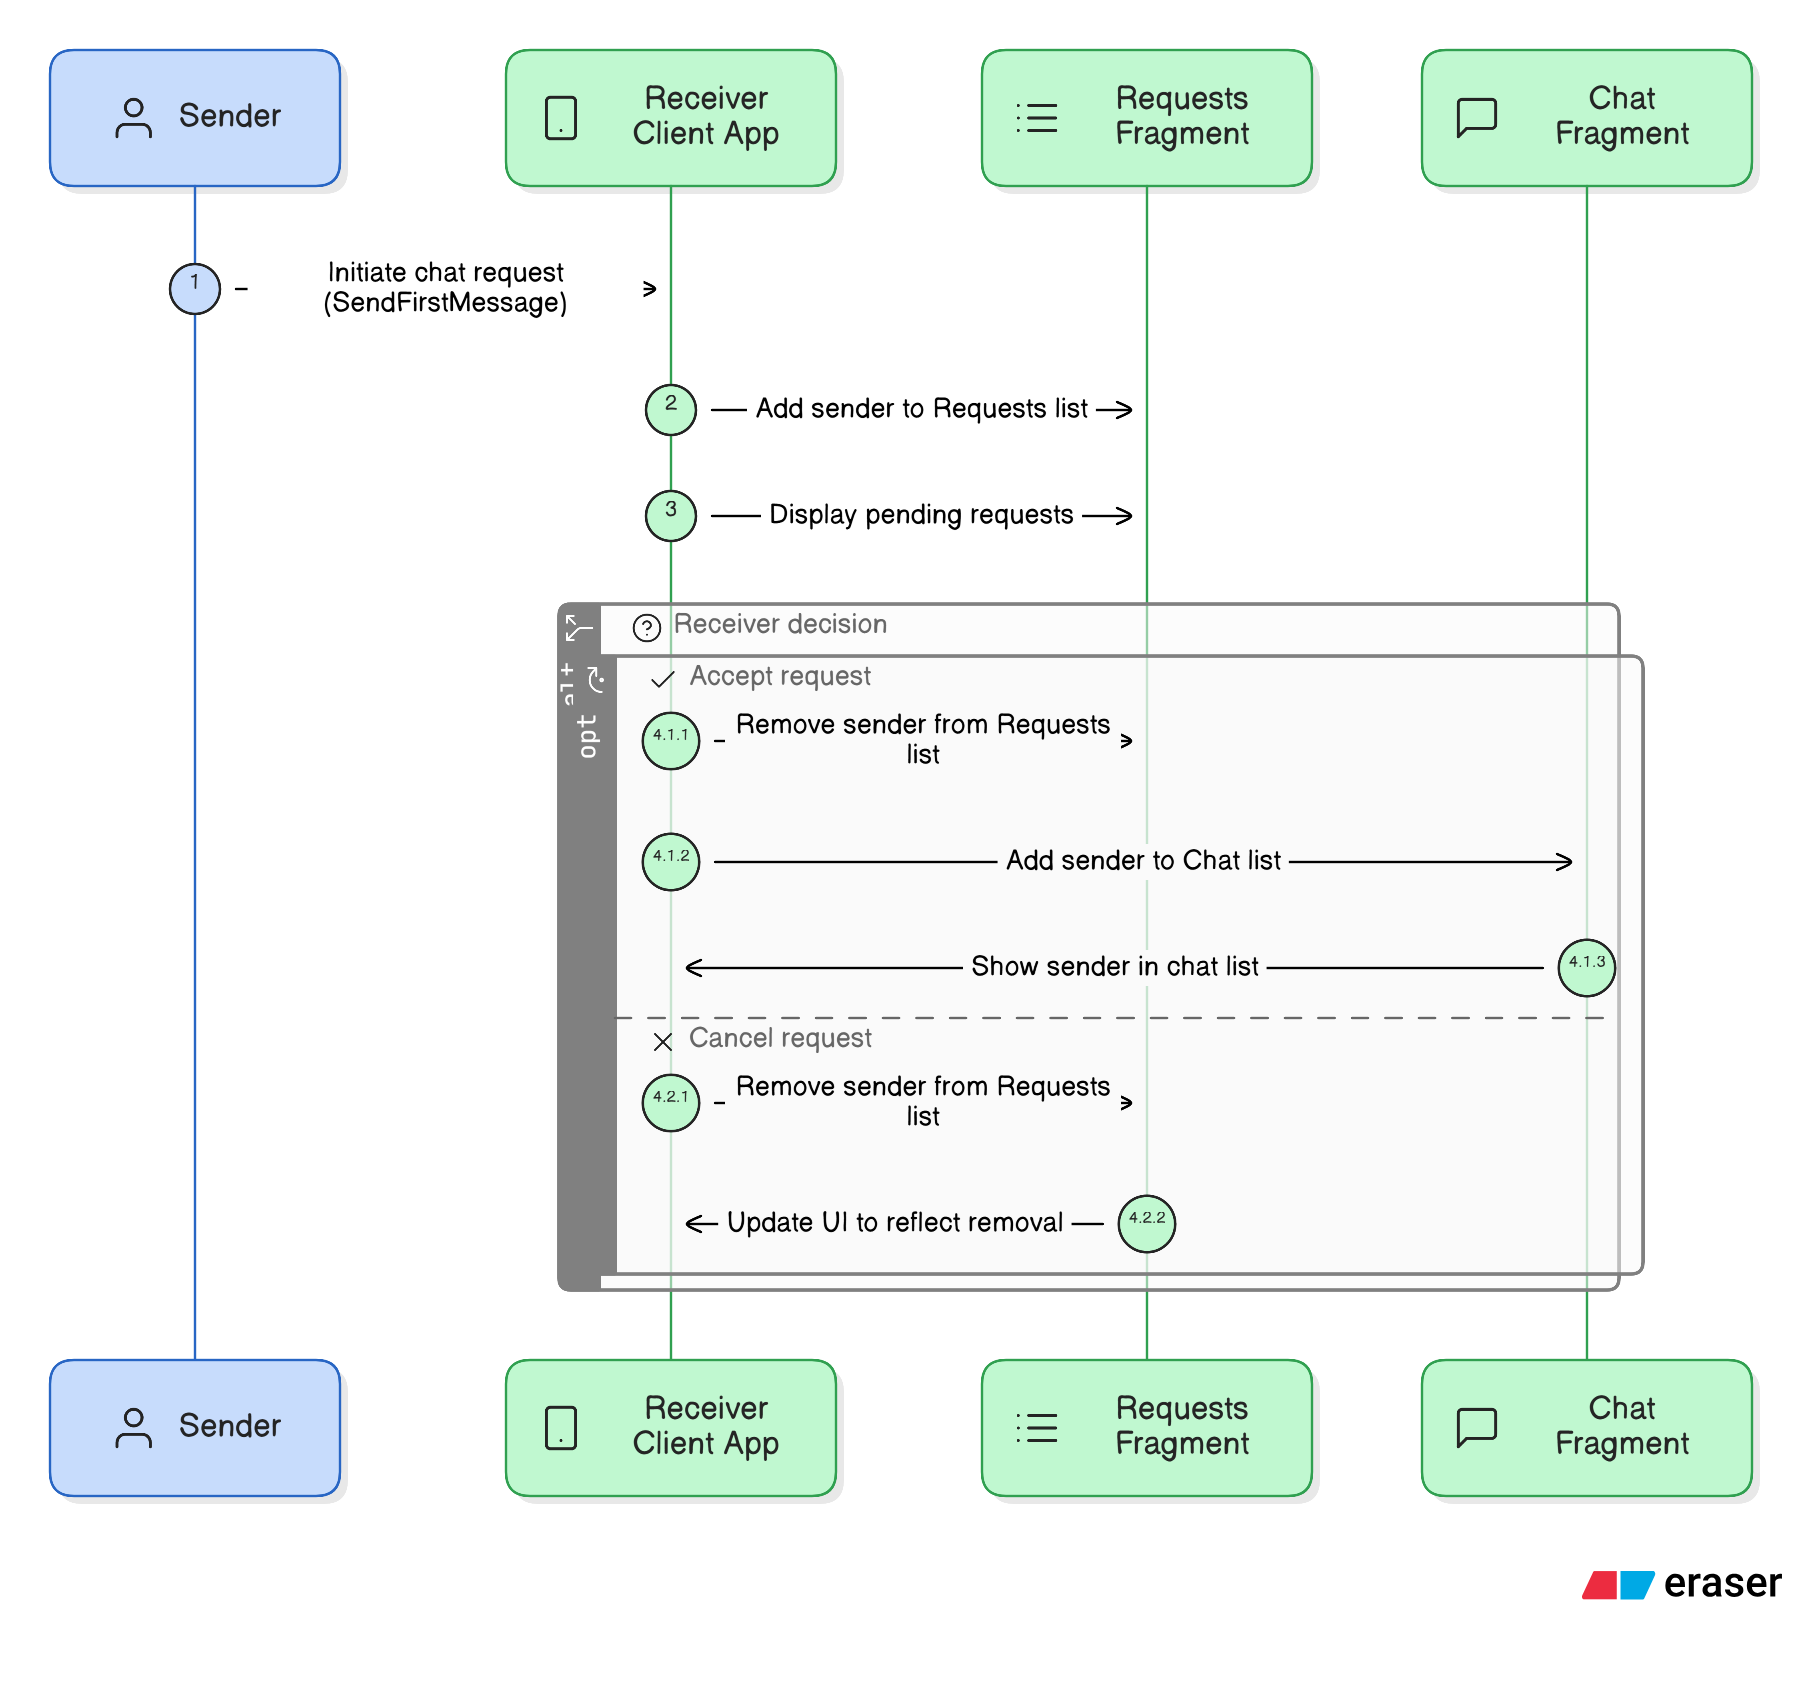 Sender
Receiver
Client App
Requests
Fragment
Chat
Fragment
1
Initiate chat request
(SendFirstMessage)
2
Add sender to Requests list
3
Display pending requests
Receiver decision
alt
opt
Accept request
4.1.1
Remove sender from Requests
list
4.1.2
Add sender to Chat list
Show sender in chat list
4.1.3
Cancel request
4.2.1
Remove sender from Requests
list
Update UI to reflect removal
4.2.2
Sender
Receiver
Client App
Requests
Fragment
Chat
Fragment
eraser